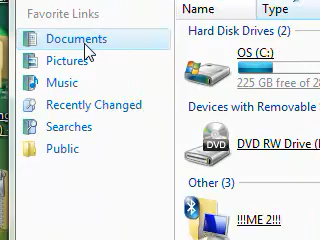 Favorite Links
Documents
Pictures
Music
Recently Changed
Searches
Public
Name
Type
Hard Disk Drives (2)
OS (C:)
225 GB free of 2
Devices with Removable
DVD
DVD RW Drive (
Other (3)
!!!ME 2!!!